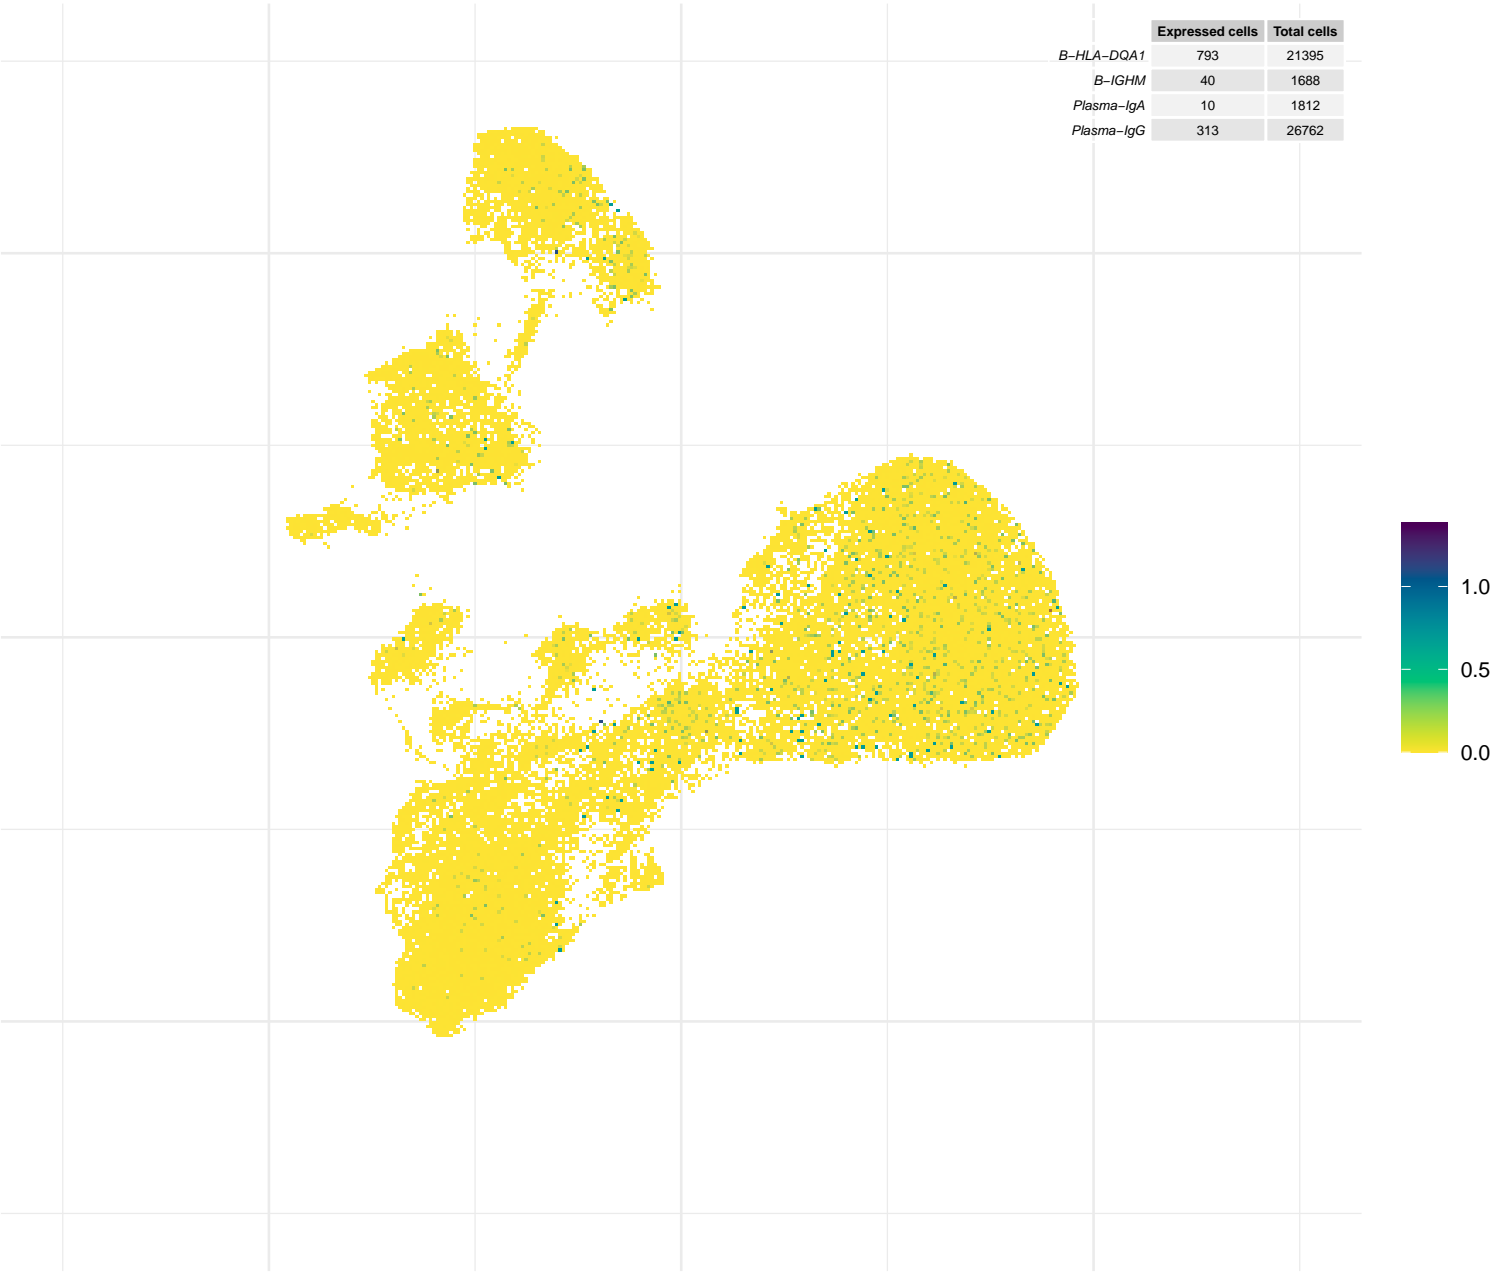 Expressed cells Total cells
B−HLA−DQA1 793 21395
B−IGHM 40 1688
Plasma−IgA 10 1812
Plasma−IgG 313 26762
1.0
0.5
0.0